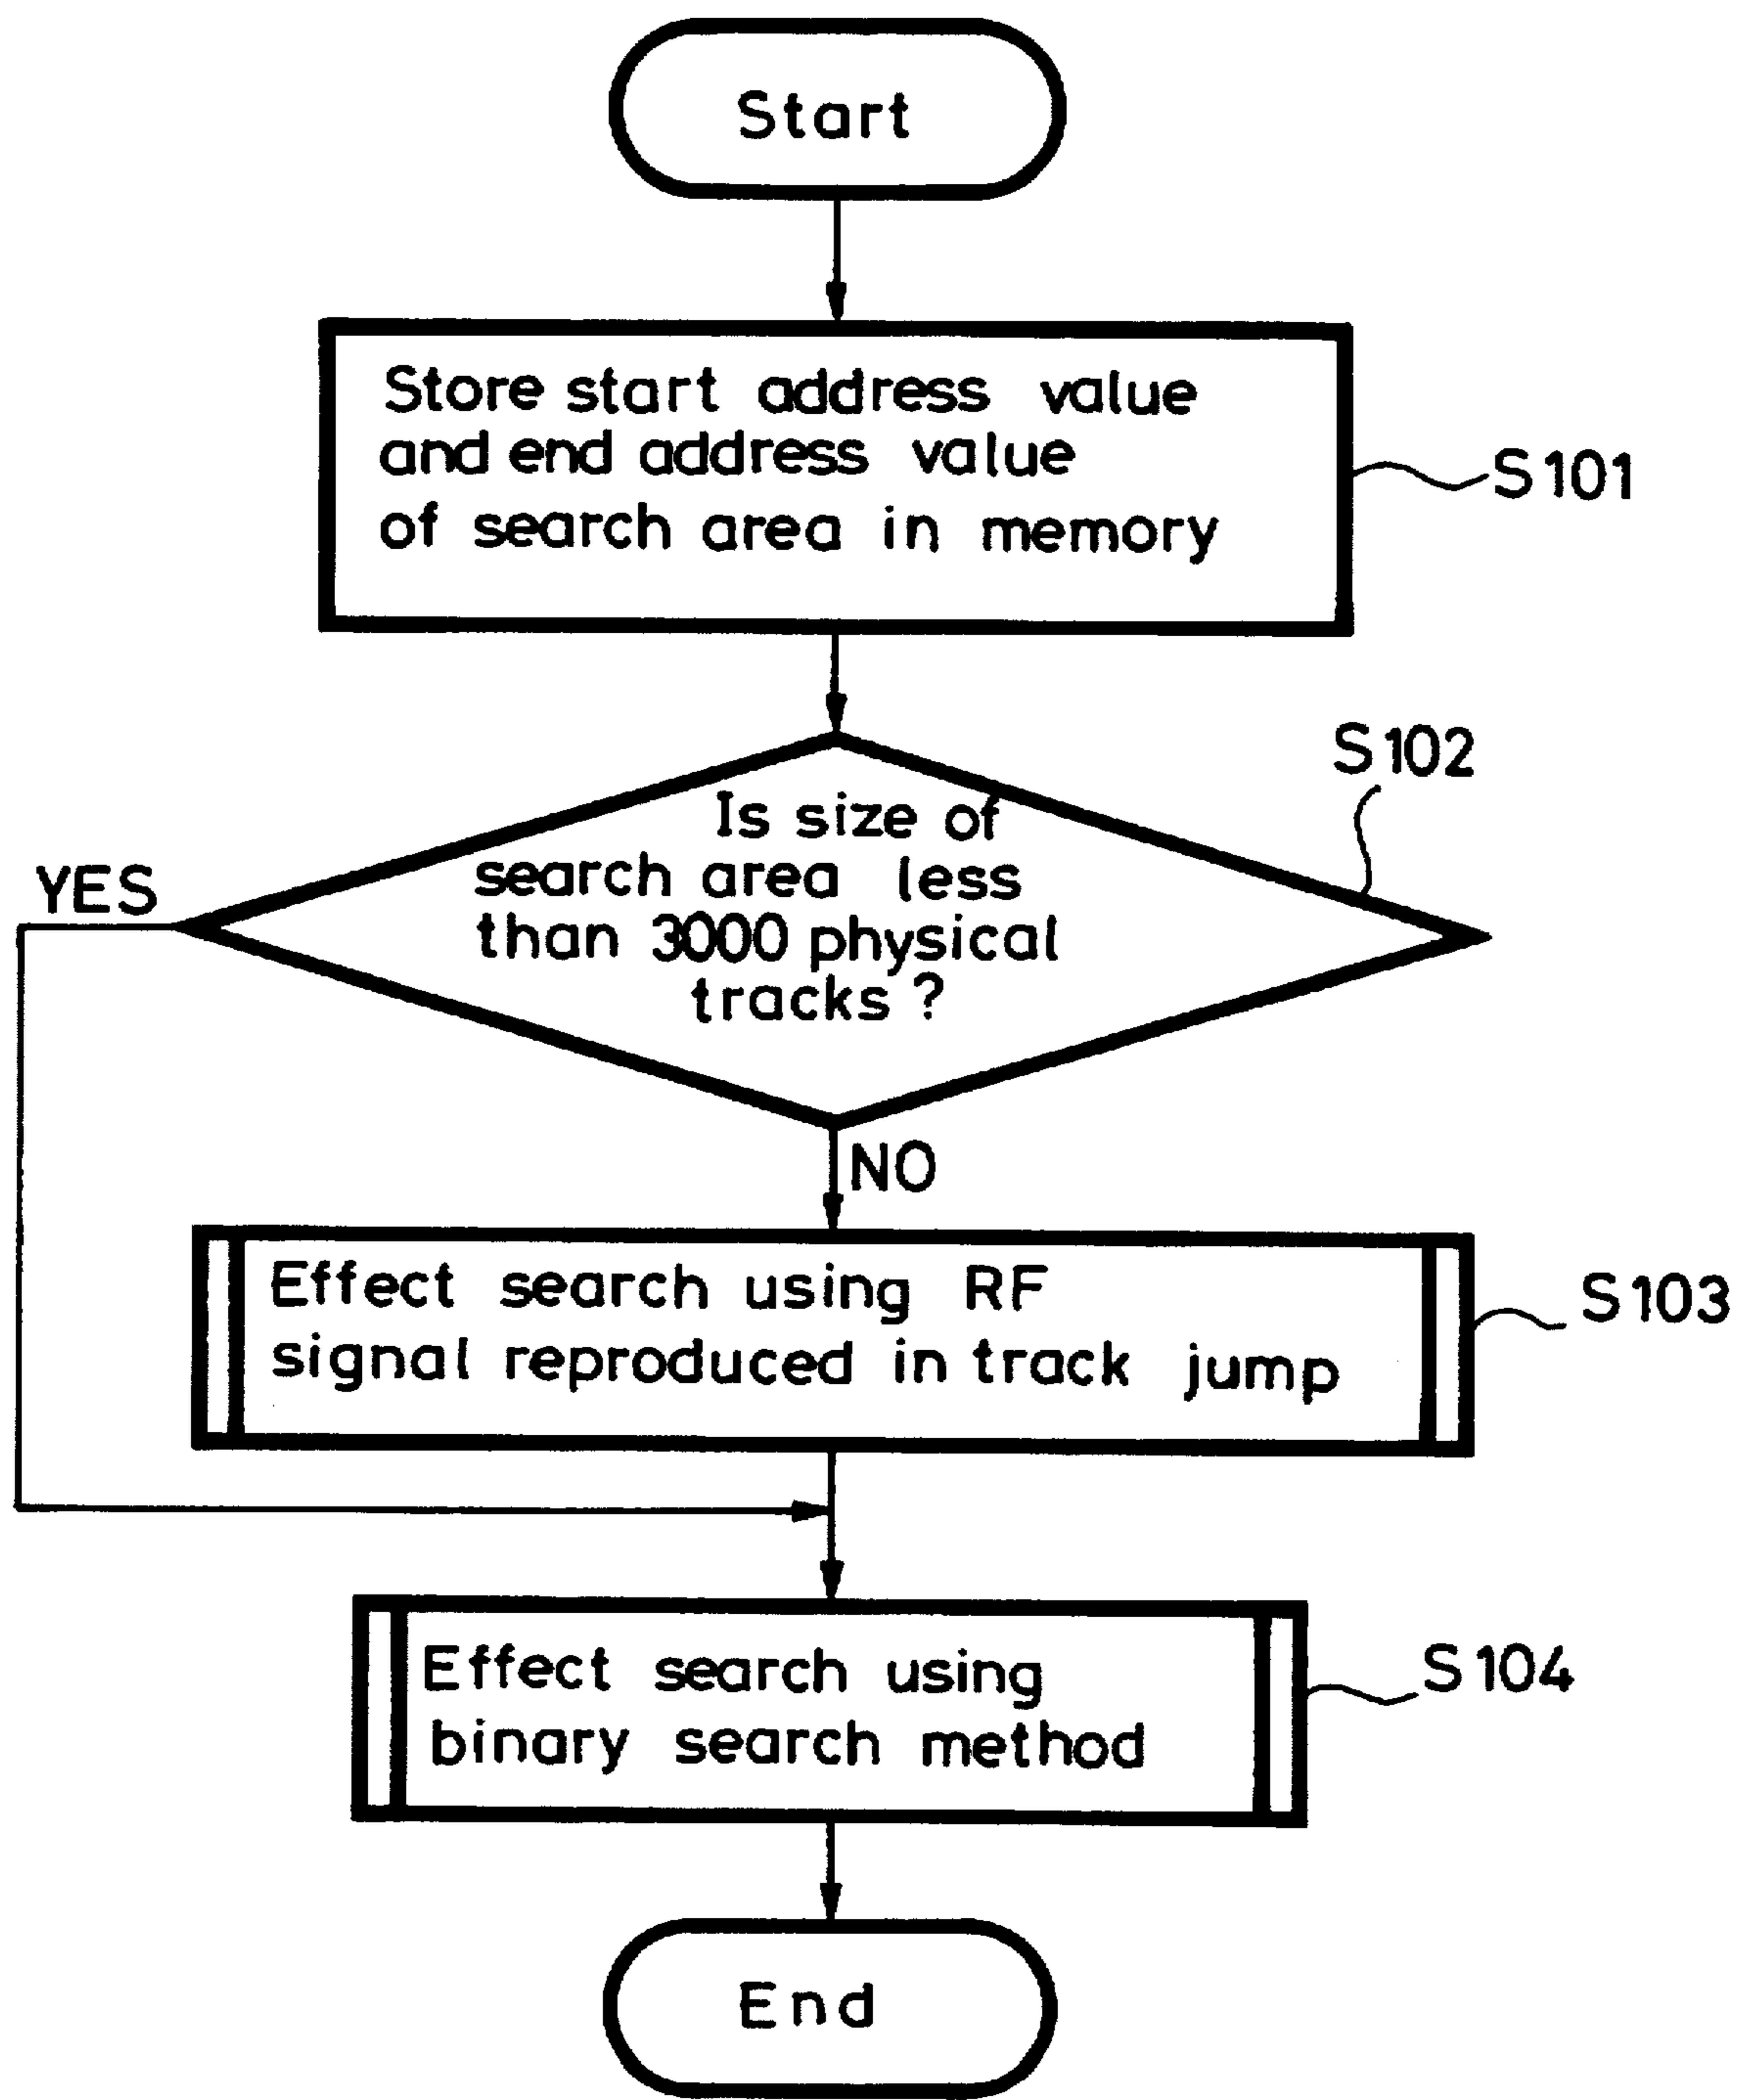 Start
Store start address value
and end address value
of search area in memory
S101
S102
Is size of
search area less
than 3000 physical
tracks ?
YES
NO
Effect search using RF
signal reproduced in track jump
S103
Effect search using
binary search method
S104
End